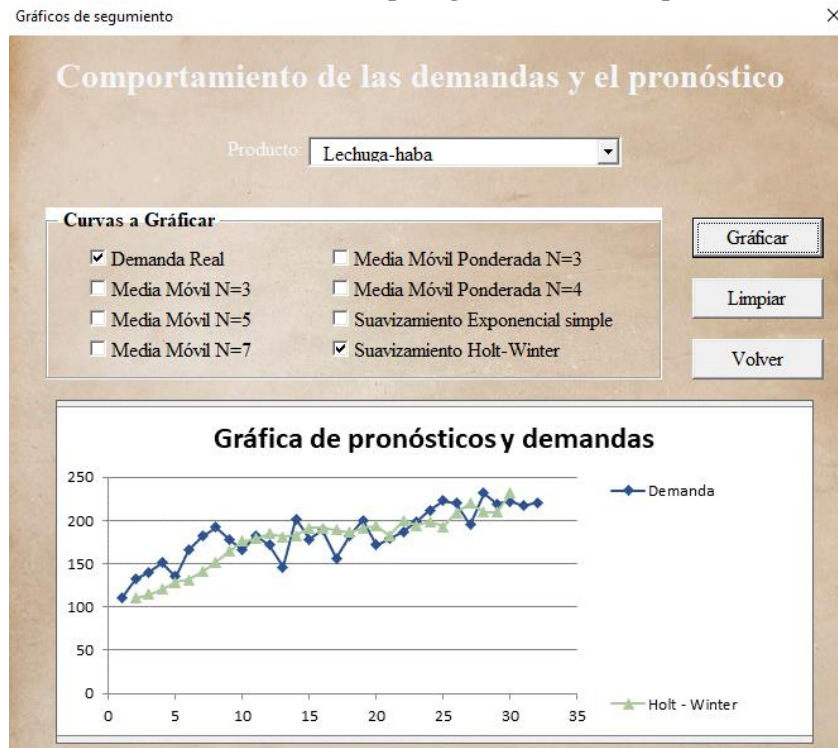 Gráficos de segumiento
Comportamiento de las demandas y el pronóstico
Producto: Lechuga-haba
Curvas a Gráficar
Demanda Real
Media Móvil N=3
Media Móvil N=5
Media Móvil N=7
Media Móvil Ponderada N=3
Media Móvil Ponderada N=4
Suavizamiento Exponencial simple
Suavizamiento Holt-Winter
Gráficar
Limpiar
Volver
Gráfica de pronósticos y demandas
250
200
150
100
50
0
0 5 10 15 20 25 30 35
Demanda
Holt - Winter